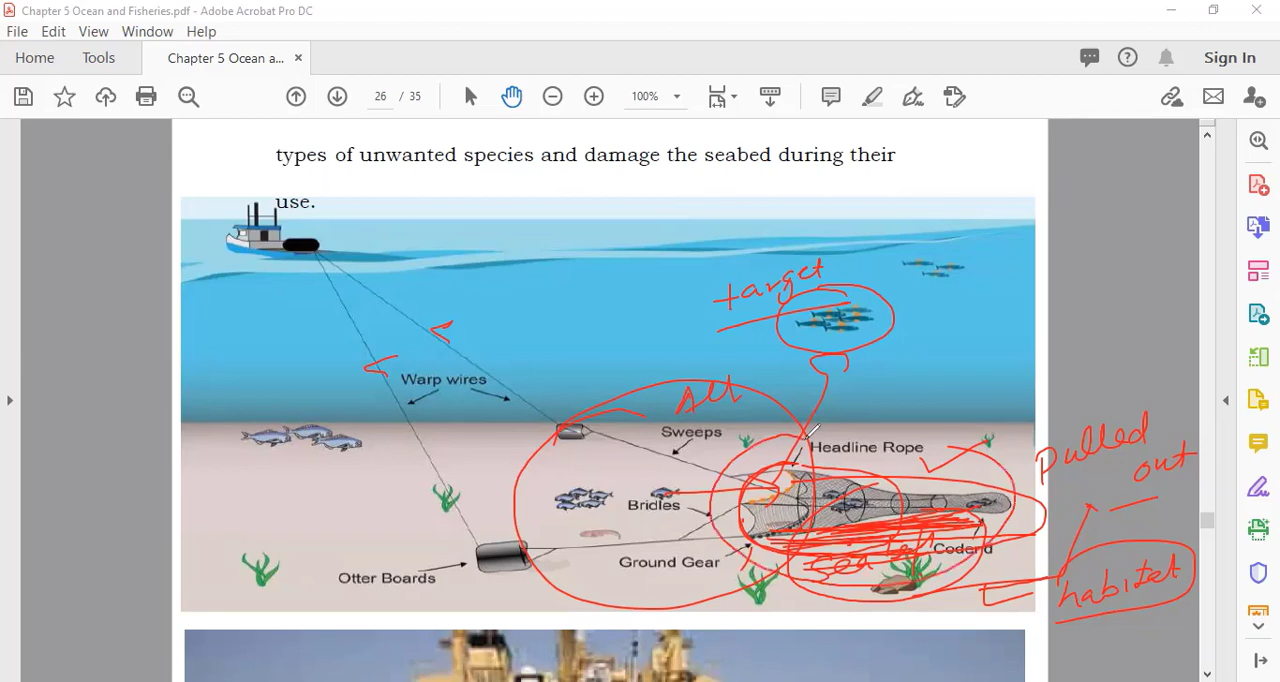 Chapter 5 Ocean and Fisheries.pdf - Adobe Acrobat Pro DC
File Edit View Window Help
Home Tools Chapter 5 Ocean a... × Sign In
26 / 35 100%
types of unwanted species and damage the seabed during their
use.
target
Warp wires
All
Sweeps
Headline Rope
Pulled
out
Bridles
Ground Gear
Codend
Sea
Otter Boards
habitet